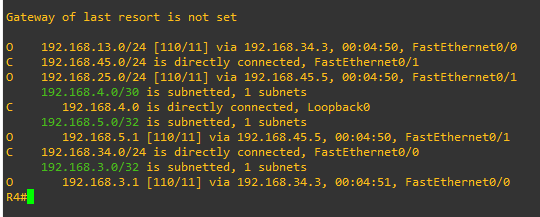 Gateway of last resort is not set
O    192.168.13.0/24 [110/11] via 192.168.34.3, 00:04:50, FastEthernet0/0
C    192.168.45.0/24 is directly connected, FastEthernet0/1
O    192.168.25.0/24 [110/11] via 192.168.45.5, 00:04:50, FastEthernet0/1
     192.168.4.0/30 is subnetted, 1 subnets
C       192.168.4.0 is directly connected, Loopback0
     192.168.5.0/32 is subnetted, 1 subnets
O       192.168.5.1 [110/11] via 192.168.45.5, 00:04:50, FastEthernet0/1
C    192.168.34.0/24 is directly connected, FastEthernet0/0
     192.168.3.0/32 is subnetted, 1 subnets
O       192.168.3.1 [110/11] via 192.168.34.3, 00:04:51, FastEthernet0/0
R4#